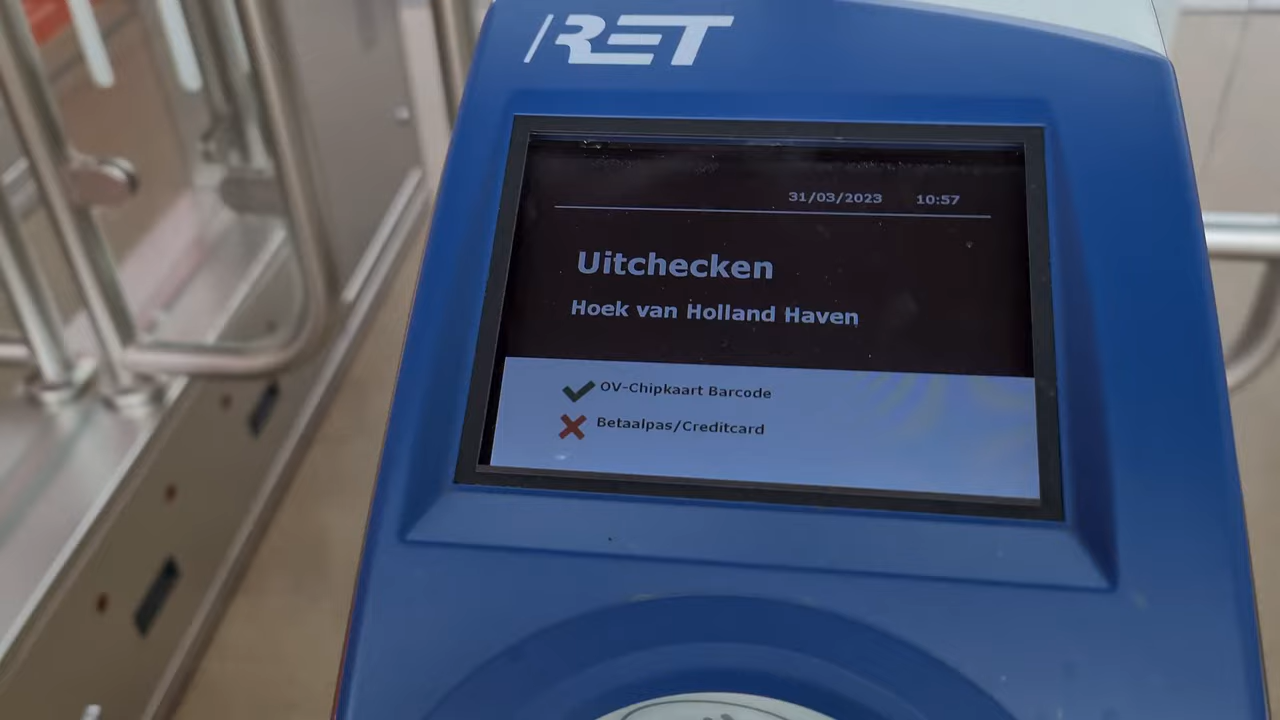 RET
31/03/2023 10:57
Uitchecken
Hoek van Holland Haven
OV-Chipkaart Barcode
Betaalpas/Creditcard